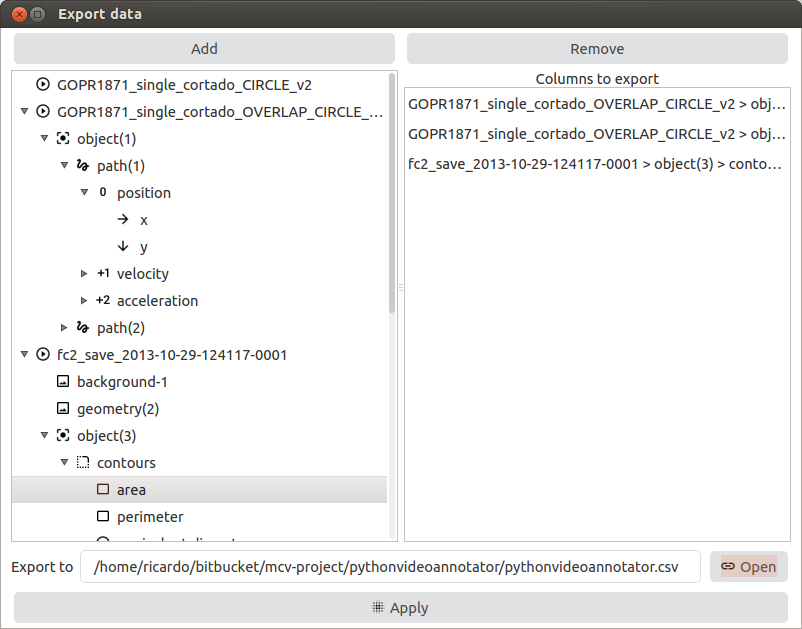 Export data
Add
Remove
GOPR1871_single_cortado_CIRCLE_v2
GOPR1871_single_cortado_OVERLAP_CIRCLE_...
object(1)
path(1)
0 position
x
y
+1 velocity
+2 acceleration
path(2)
fc2_save_2013-10-29-124117-0001
background-1
geometry(2)
object(3)
contours
area
perimeter
Columns to export
GOPR1871_single_cortado_OVERLAP_CIRCLE_v2 > obj...
GOPR1871_single_cortado_OVERLAP_CIRCLE_v2 > obj...
fc2_save_2013-10-29-124117-0001 > object(3) > conto...
Export to /home/ricardo/bitbucket/mcv-project/pythonvideoannotator/pythonvideoannotator.csv Open
Apply